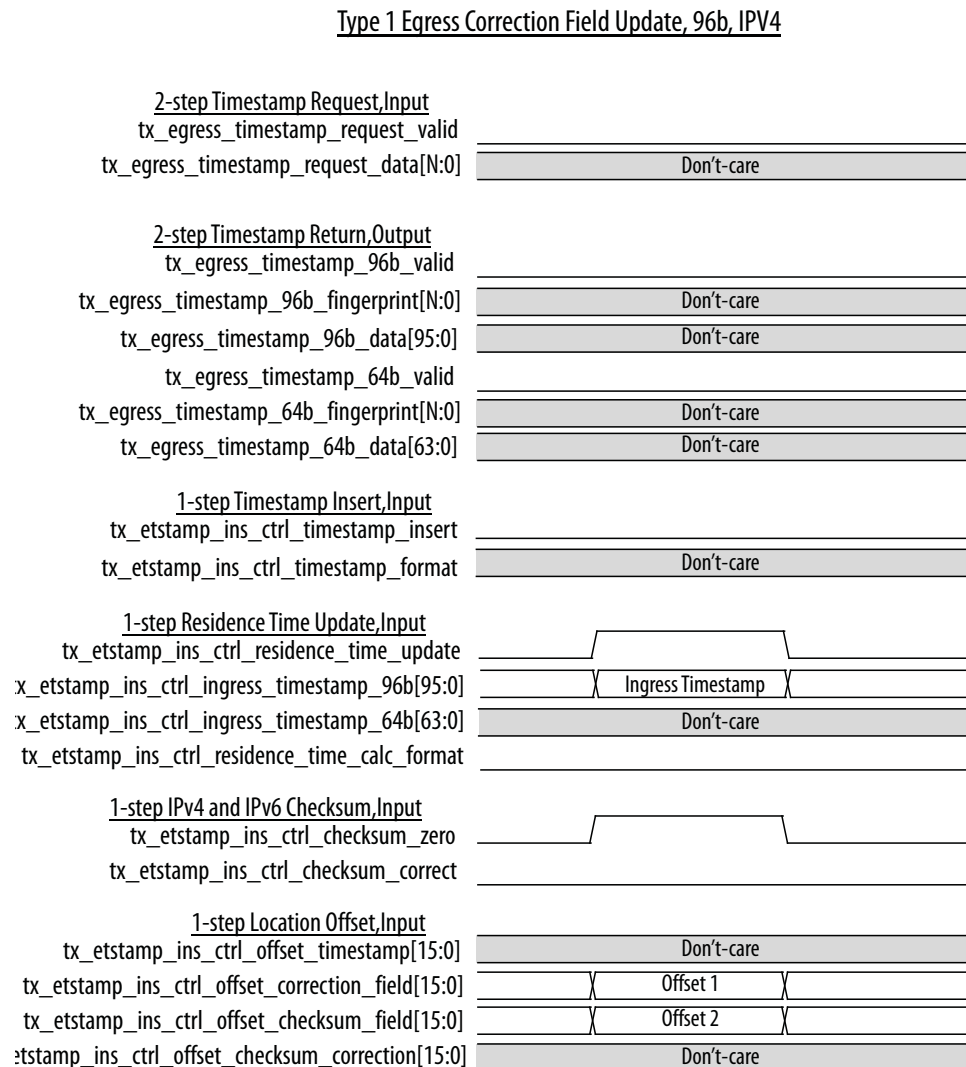 Type 1 Egress Correction Field Update, 96b, IPV4
2-step Timestamp Request,Input
tx_egress_timestamp_request_valid
tx_egress_timestamp_request_data[N:0] Don't-care
2-step Timestamp Return,Output
tx_egress_timestamp_96b_valid
tx_egress_timestamp_96b_fingerprint[N:0] Don't-care
tx_egress_timestamp_96b_data[95:0] Don't-care
tx_egress_timestamp_64b_valid
tx_egress_timestamp_64b_fingerprint[N:0] Don't-care
tx_egress_timestamp_64b_data[63:0] Don't-care
1-step Timestamp Insert,Input
tx_etstamp_ins_ctrl_timestamp_insert
tx_etstamp_ins_ctrl_timestamp_format Don't-care
1-step Residence Time Update,Input
tx_etstamp_ins_ctrl_residence_time_update
x_etstamp_ins_ctrl_ingress_timestamp_96b[95:0] Ingress Timestamp
x_etstamp_ins_ctrl_ingress_timestamp_64b[63:0] Don't-care
tx_etstamp_ins_ctrl_residence_time_calc_format
1-step IPv4 and IPv6 Checksum,Input
tx_etstamp_ins_ctrl_checksum_zero
tx_etstamp_ins_ctrl_checksum_correct
1-step Location Offset,Input
tx_etstamp_ins_ctrl_offset_timestamp[15:0] Don't-care
tx_etstamp_ins_ctrl_offset_correction_field[15:0] Offset 1
tx_etstamp_ins_ctrl_offset_checksum_field[15:0] Offset 2
etstamp_ins_ctrl_offset_checksum_correction[15:0] Don't-care